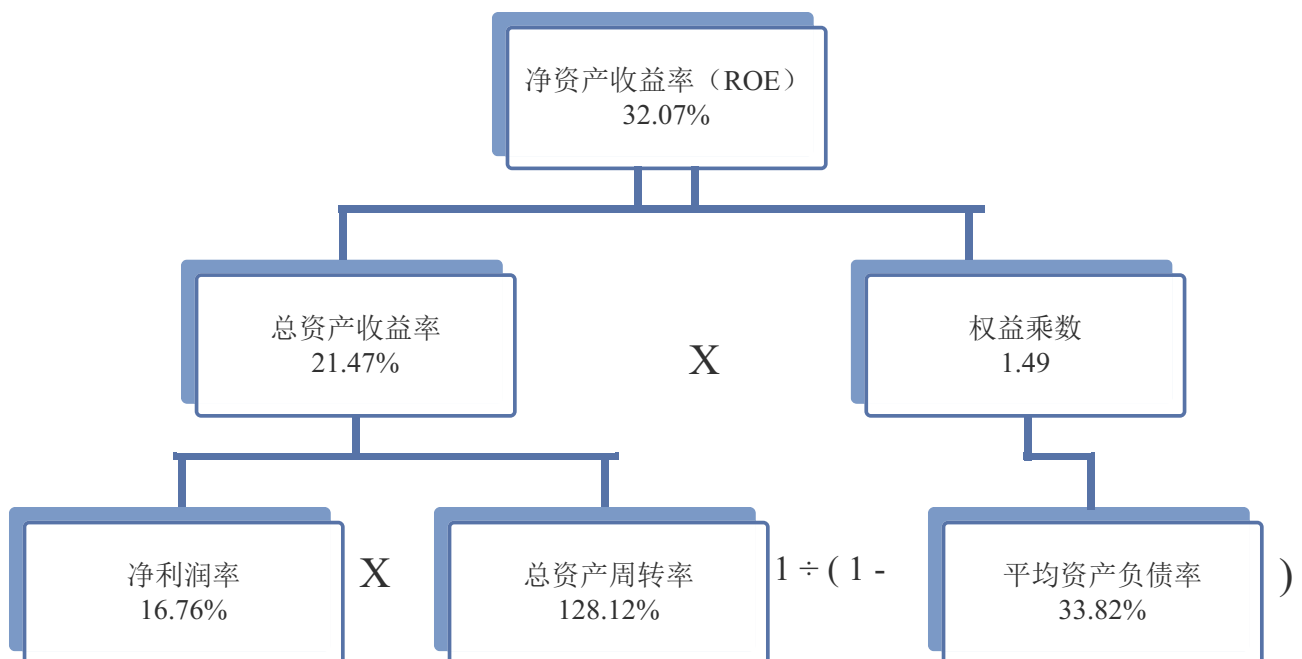 净资产收益率（ROE）
32.07%
总资产收益率
21.47%
X
权益乘数
1.49
净利润率
16.76%
X
总资产周转率
128.12%
1 ÷ ( 1 -
平均资产负债率
33.82%
)